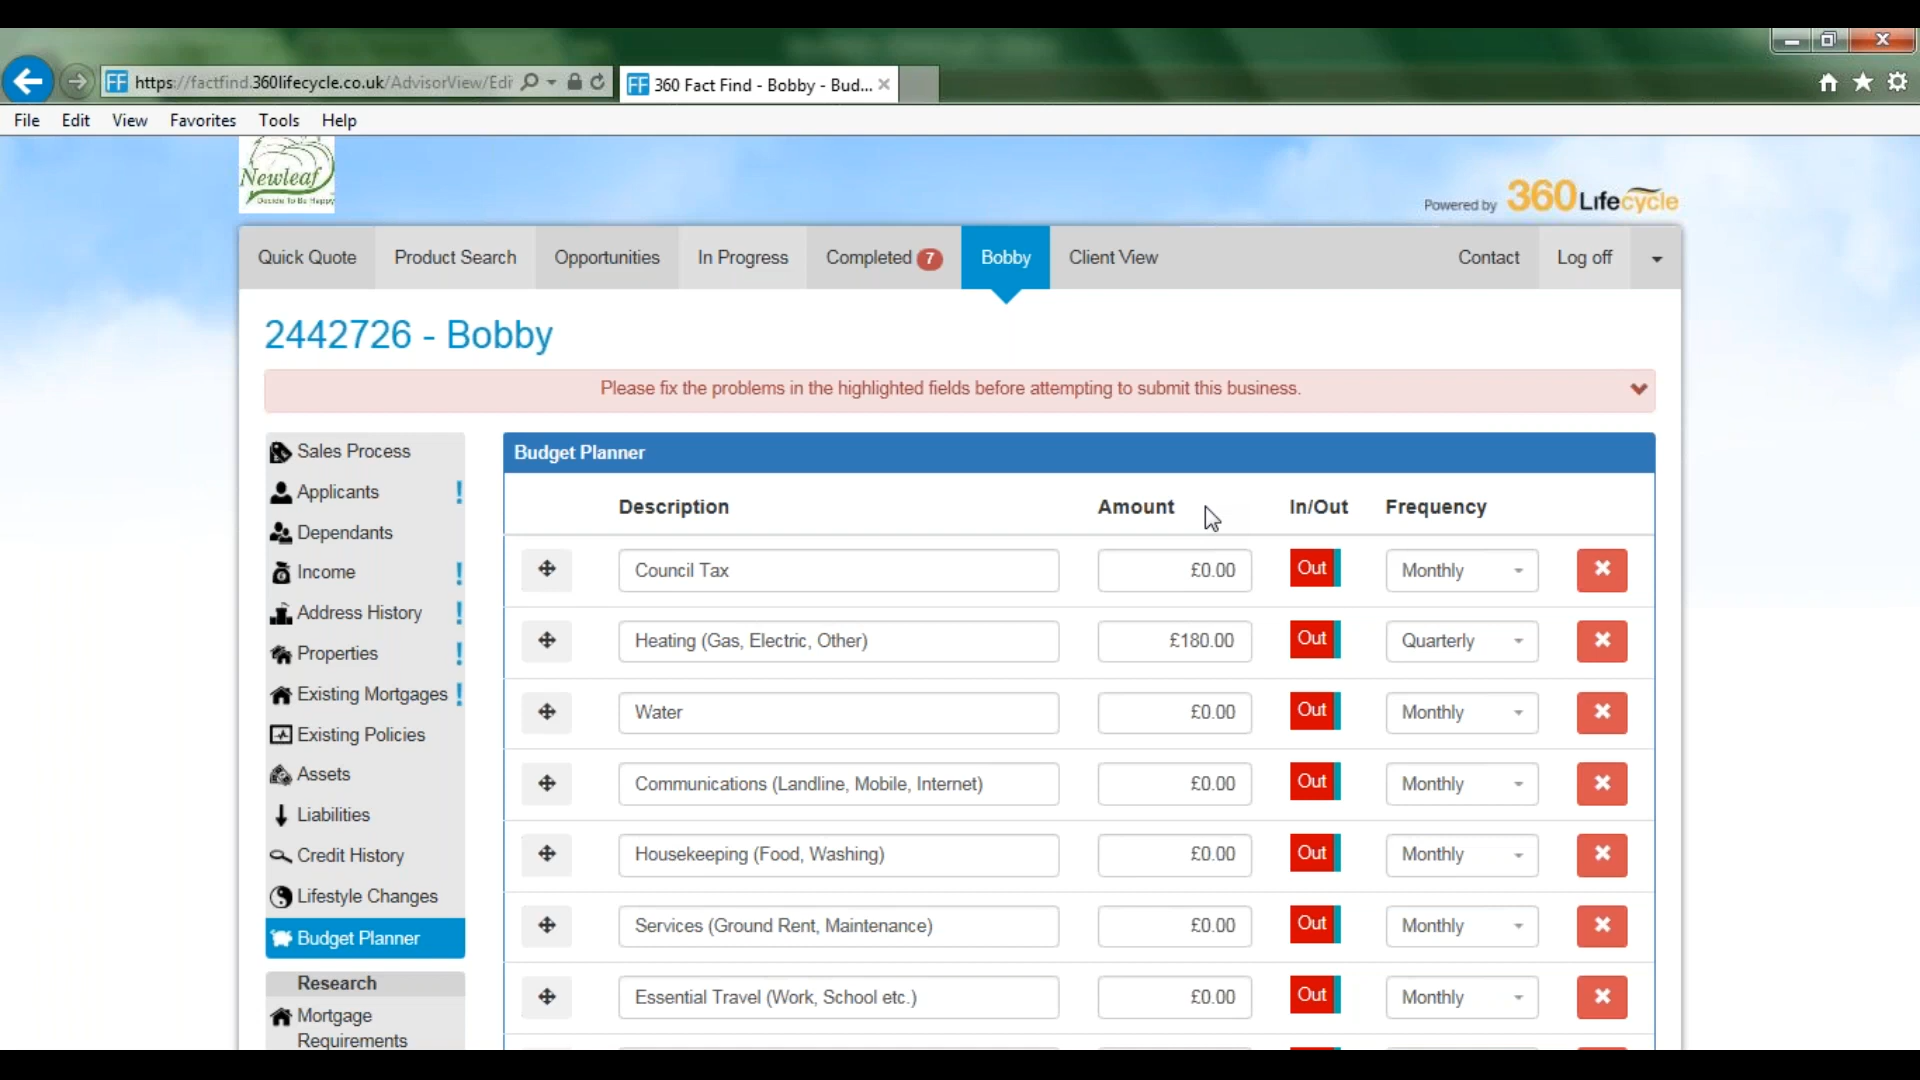 https://factfind.360lifecycle.co.uk/AdvisorView/Edi
FF 360 Fact Find - Bobby - Bud...
File Edit View Favorites Tools Help
Newleaf
Decide To Be Happy
Powered by 360 Lifecycle
Quick Quote Product Search Opportunities In Progress Completed 7 Bobby Client View Contact Log off
2442726 - Bobby
Please fix the problems in the highlighted fields before attempting to submit this business.
Sales Process
Applicants !
Dependants
Income !
Address History !
Properties !
Existing Mortgages !
Existing Policies
Assets
Liabilities
Credit History
Lifestyle Changes
Budget Planner
Research
Mortgage
Requirements
Budget Planner
Description Amount In/Out Frequency
Council Tax £0.00 Out Monthly
Heating (Gas, Electric, Other) £180.00 Out Quarterly
Water £0.00 Out Monthly
Communications (Landline, Mobile, Internet) £0.00 Out Monthly
Housekeeping (Food, Washing) £0.00 Out Monthly
Services (Ground Rent, Maintenance) £0.00 Out Monthly
Essential Travel (Work, School etc.) £0.00 Out Monthly